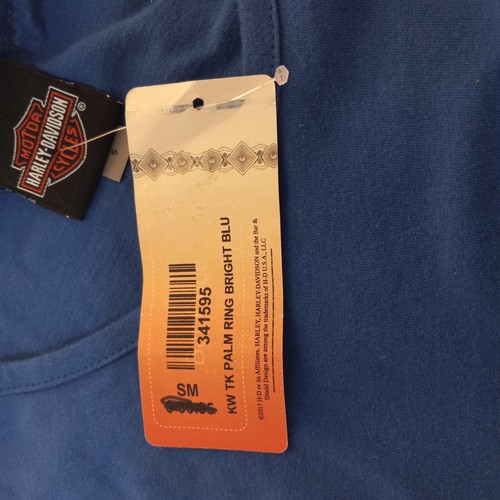 MOTOR
HARLEY-DAVIDSON
CYCLES
®
341595
SM
KW TK PALM RING BRIGHT BLU
©2017 H-D or its Affiliates. HARLEY, HARLEY-DAVIDSON and the Bar &
Shield Design are among the trademarks of H-D U.S.A., LLC